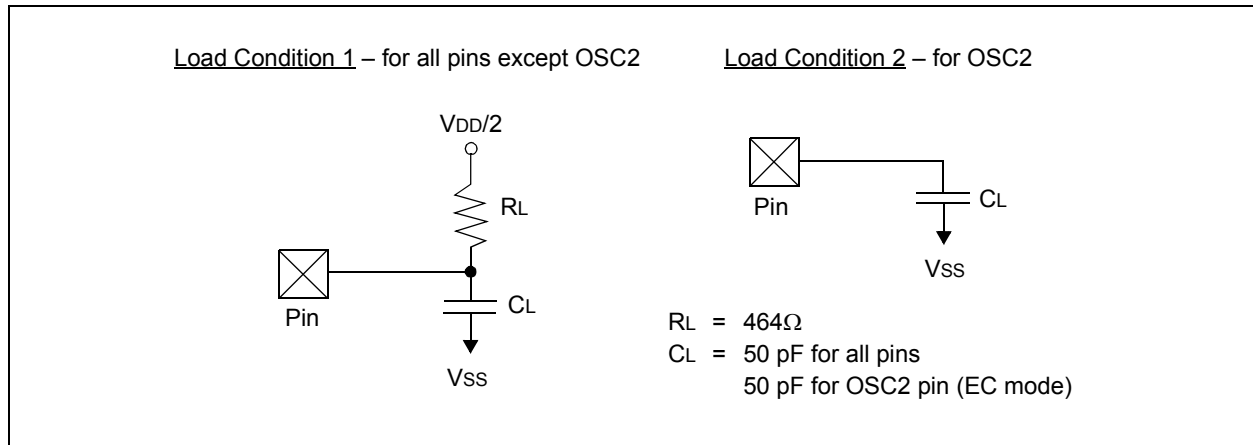 Load Condition 1 – for all pins except OSC2
Load Condition 2 – for OSC2
VDD/2
RL
Pin
CL
VSS
Pin
CL
VSS
RL = 464Ω
CL = 50 pF for all pins
50 pF for OSC2 pin (EC mode)